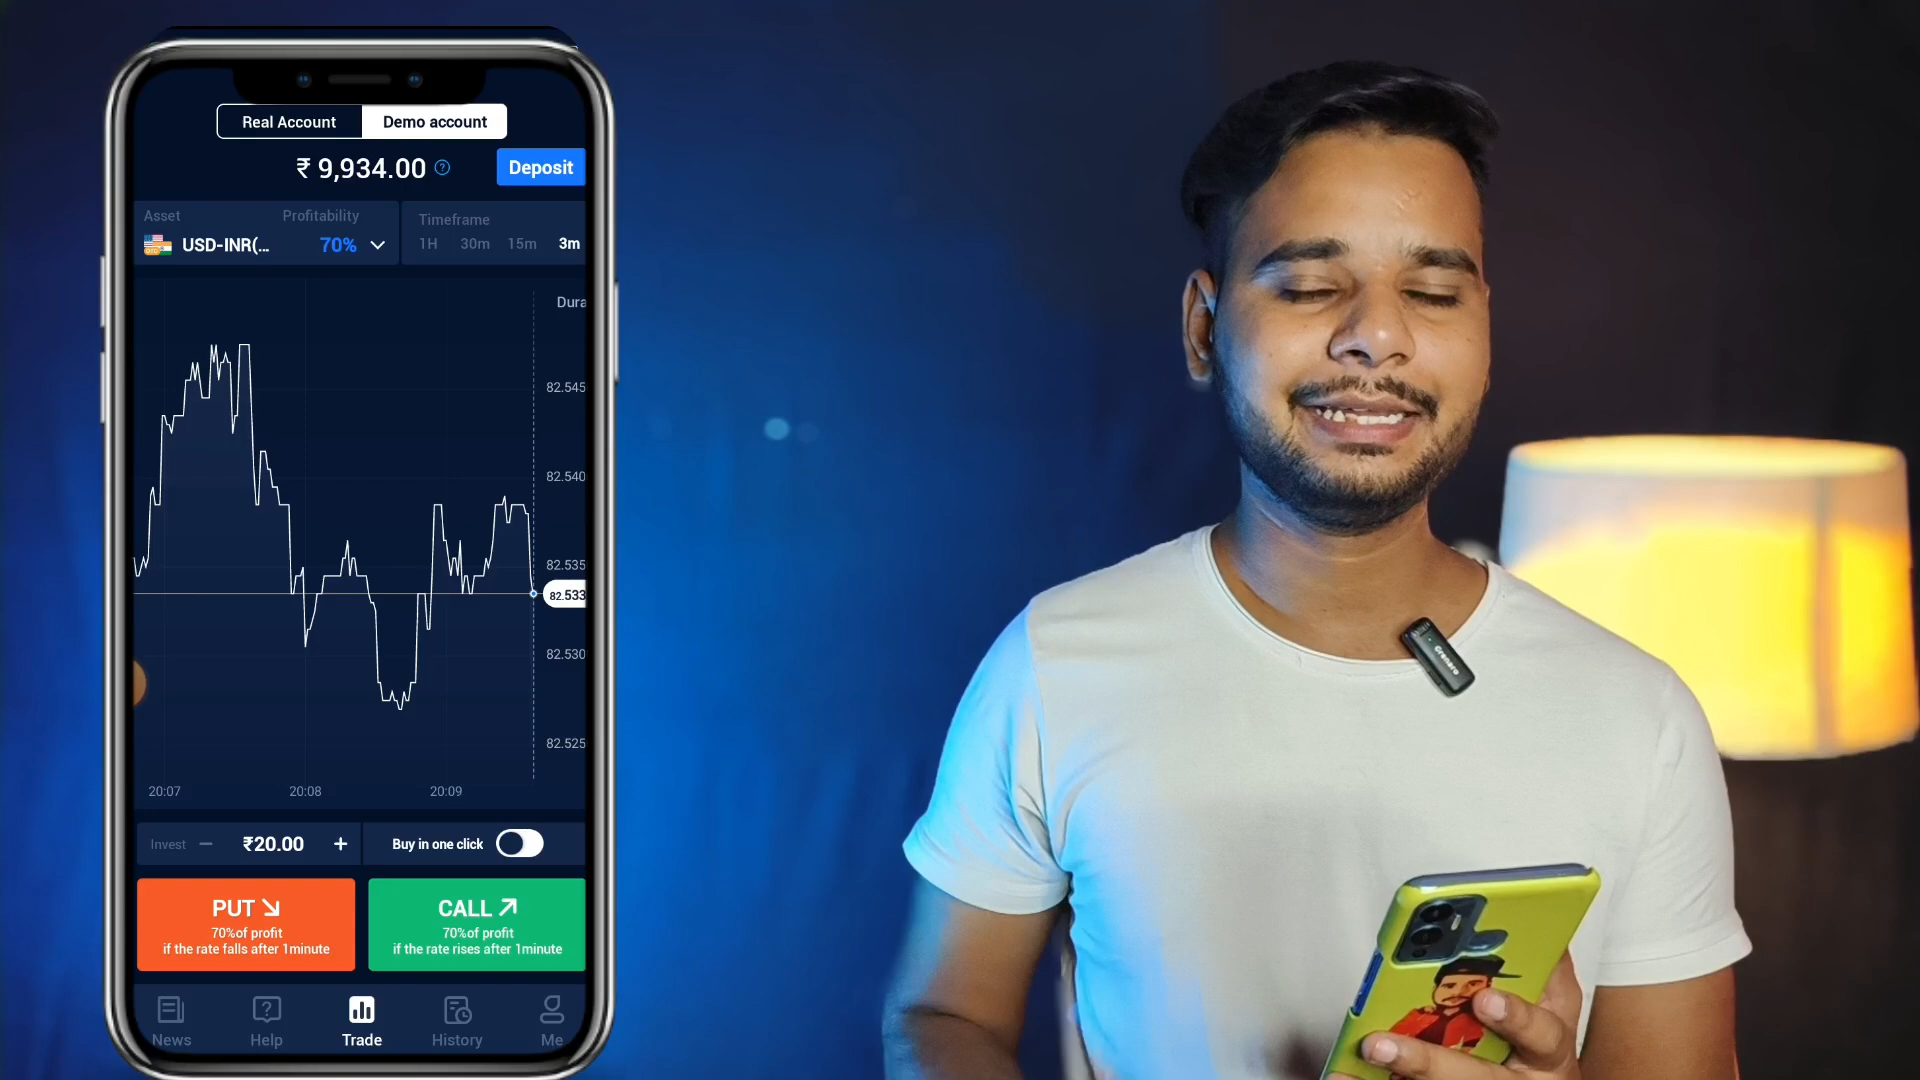 Real Account
Demo account
₹ 9,934.00 ?
Deposit
Asset
Profitability
USD-INR(...
70%
Timeframe
1H 30m 15m 3m
Dura
82.545
82.540
82.535
82.533
82.530
82.525
20:07
20:08
20:09
Invest − ₹20.00 +
Buy in one click
PUT
70%of profit
if the rate falls after 1minute
CALL
70%of profit
if the rate rises after 1minute
News
Help
Trade
History
Me
Grenaro